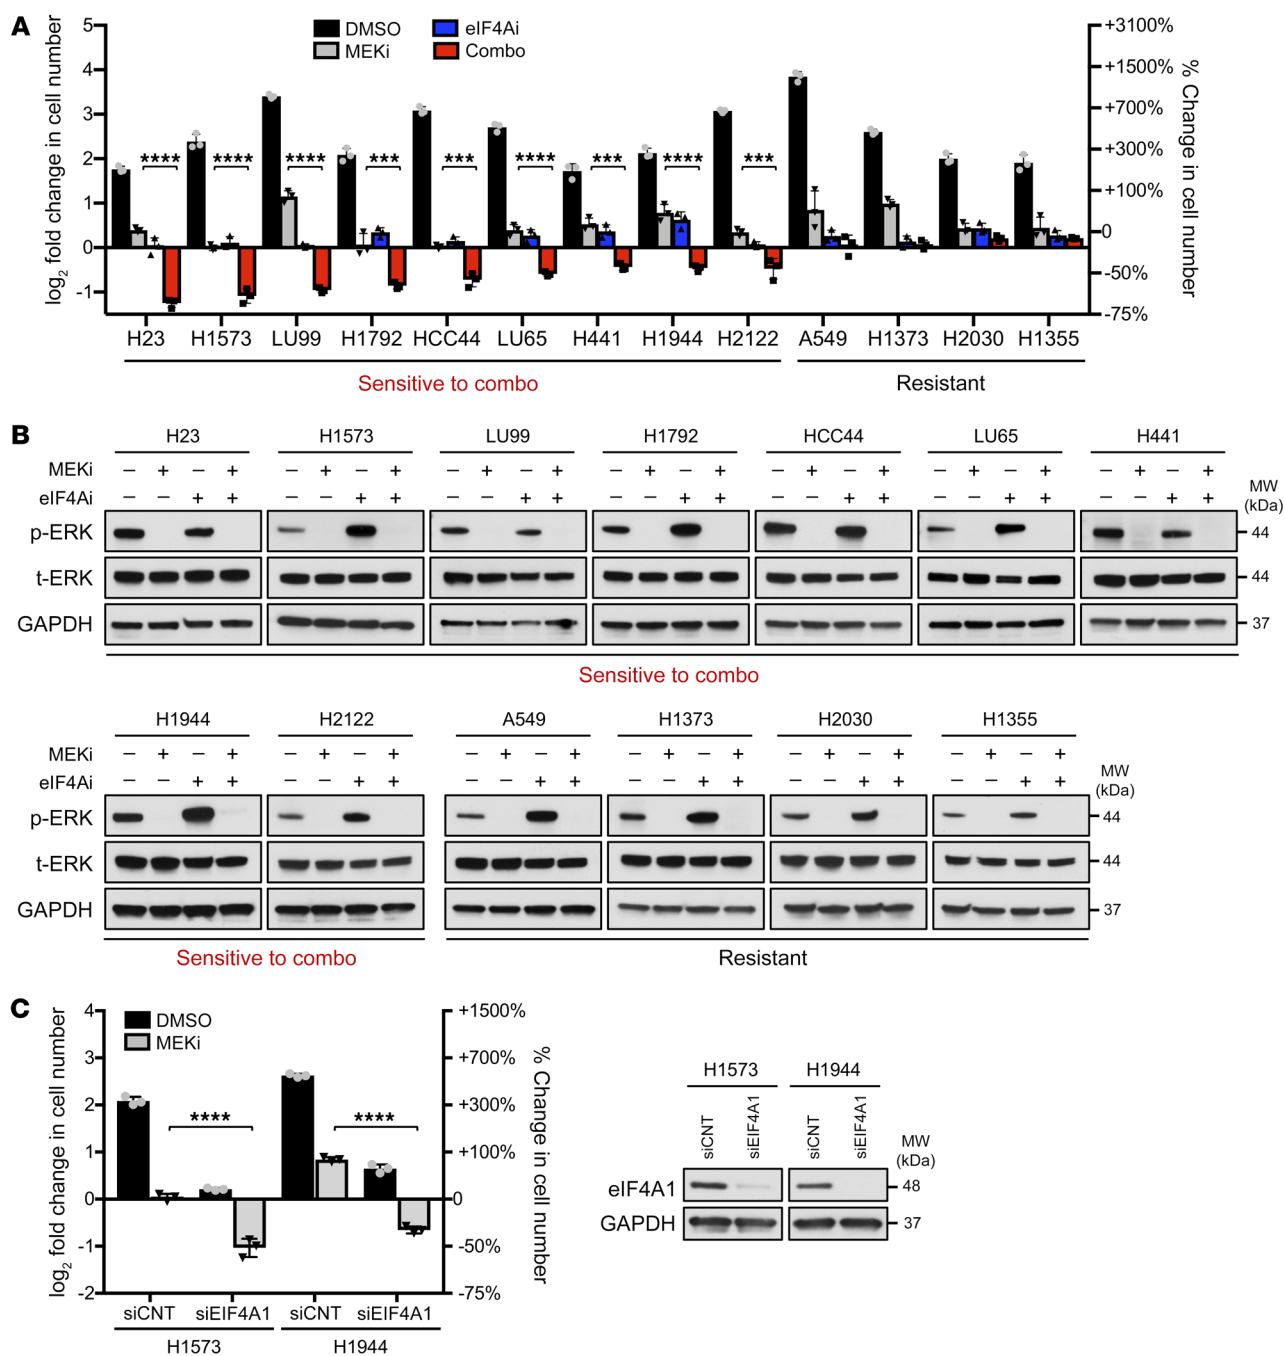 A
DMSO
MEKi
eIF4Ai
Combo
log2 fold change in cell number
5
4
3
2
1
0
-1
+3100%
+1500%
+700%
+300%
+100%
0
-50%
-75%
% Change in cell number
**** **** **** *** *** **** *** **** ***
H23 H1573 LU99 H1792 HCC44 LU65 H441 H1944 H2122 A549 H1373 H2030 H1355
Sensitive to combo Resistant
B
H23 H1573 LU99 H1792 HCC44 LU65 H441
MEKi – + – + – + – + – + – + – + – + – + – + – + – + – + – +
eIF4Ai – – + + – – + + – – + + – – + + – – + + – – + + – – + +
MW
(kDa)
p-ERK 44
t-ERK 44
GAPDH 37
Sensitive to combo
H1944 H2122 A549 H1373 H2030 H1355
MEKi – + – + – + – + – + – + – + – + – + – + – + – +
eIF4Ai – – + + – – + + – – + + – – + + – – + + – – + +
MW
(kDa)
p-ERK 44
t-ERK 44
GAPDH 37
Sensitive to combo Resistant
C
DMSO
MEKi
log2 fold change in cell number
4
3
2
1
0
-1
-2
+1500%
+700%
+300%
+100%
0
-50%
-75%
% Change in cell number
**** ****
siCNT siEIF4A1 siCNT siEIF4A1
H1573 H1944
H1573 H1944
siCNT siEIF4A1 siCNT siEIF4A1
MW
(kDa)
eIF4A1 48
GAPDH 37